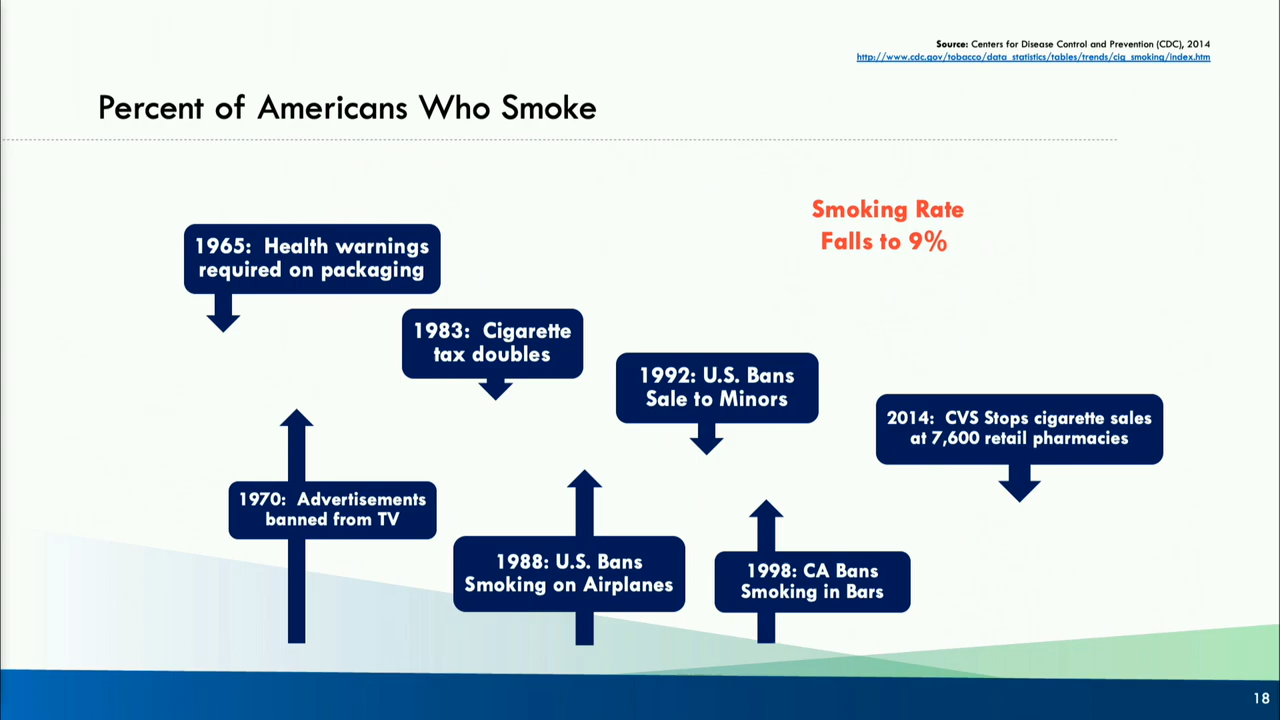 Source: Centers for Disease Control and Prevention (CDC), 2014
http://www.cdc.gov/tobacco/data_statistics/tables/trends/cig_smoking/index.htm
Percent of Americans Who Smoke
Smoking Rate
Falls to 9%
1965: Health warnings
required on packaging
1983: Cigarette
tax doubles
1992: U.S. Bans
Sale to Minors
2014: CVS Stops cigarette sales
at 7,600 retail pharmacies
1970: Advertisements
banned from TV
1988: U.S. Bans
Smoking on Airplanes
1998: CA Bans
Smoking in Bars
18